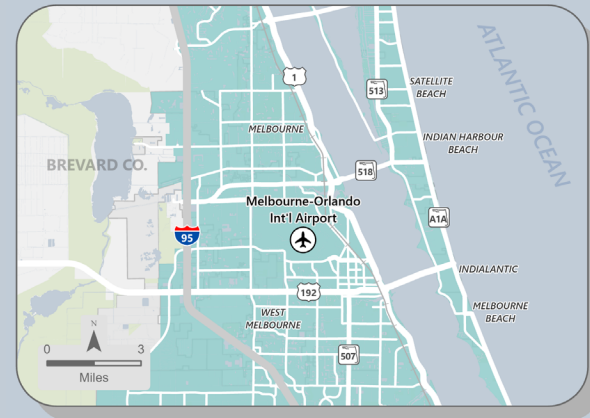 1
513
SATELLITE
BEACH
ATLANTIC OCEAN
MELBOURNE
INDIAN HARBOUR
BEACH
BREVARD CO.
518
Melbourne-Orlando
Int'l Airport
A1A
95
INDIALANTIC
192
WEST
MELBOURNE
MELBOURNE
BEACH
N
0 3
Miles
507